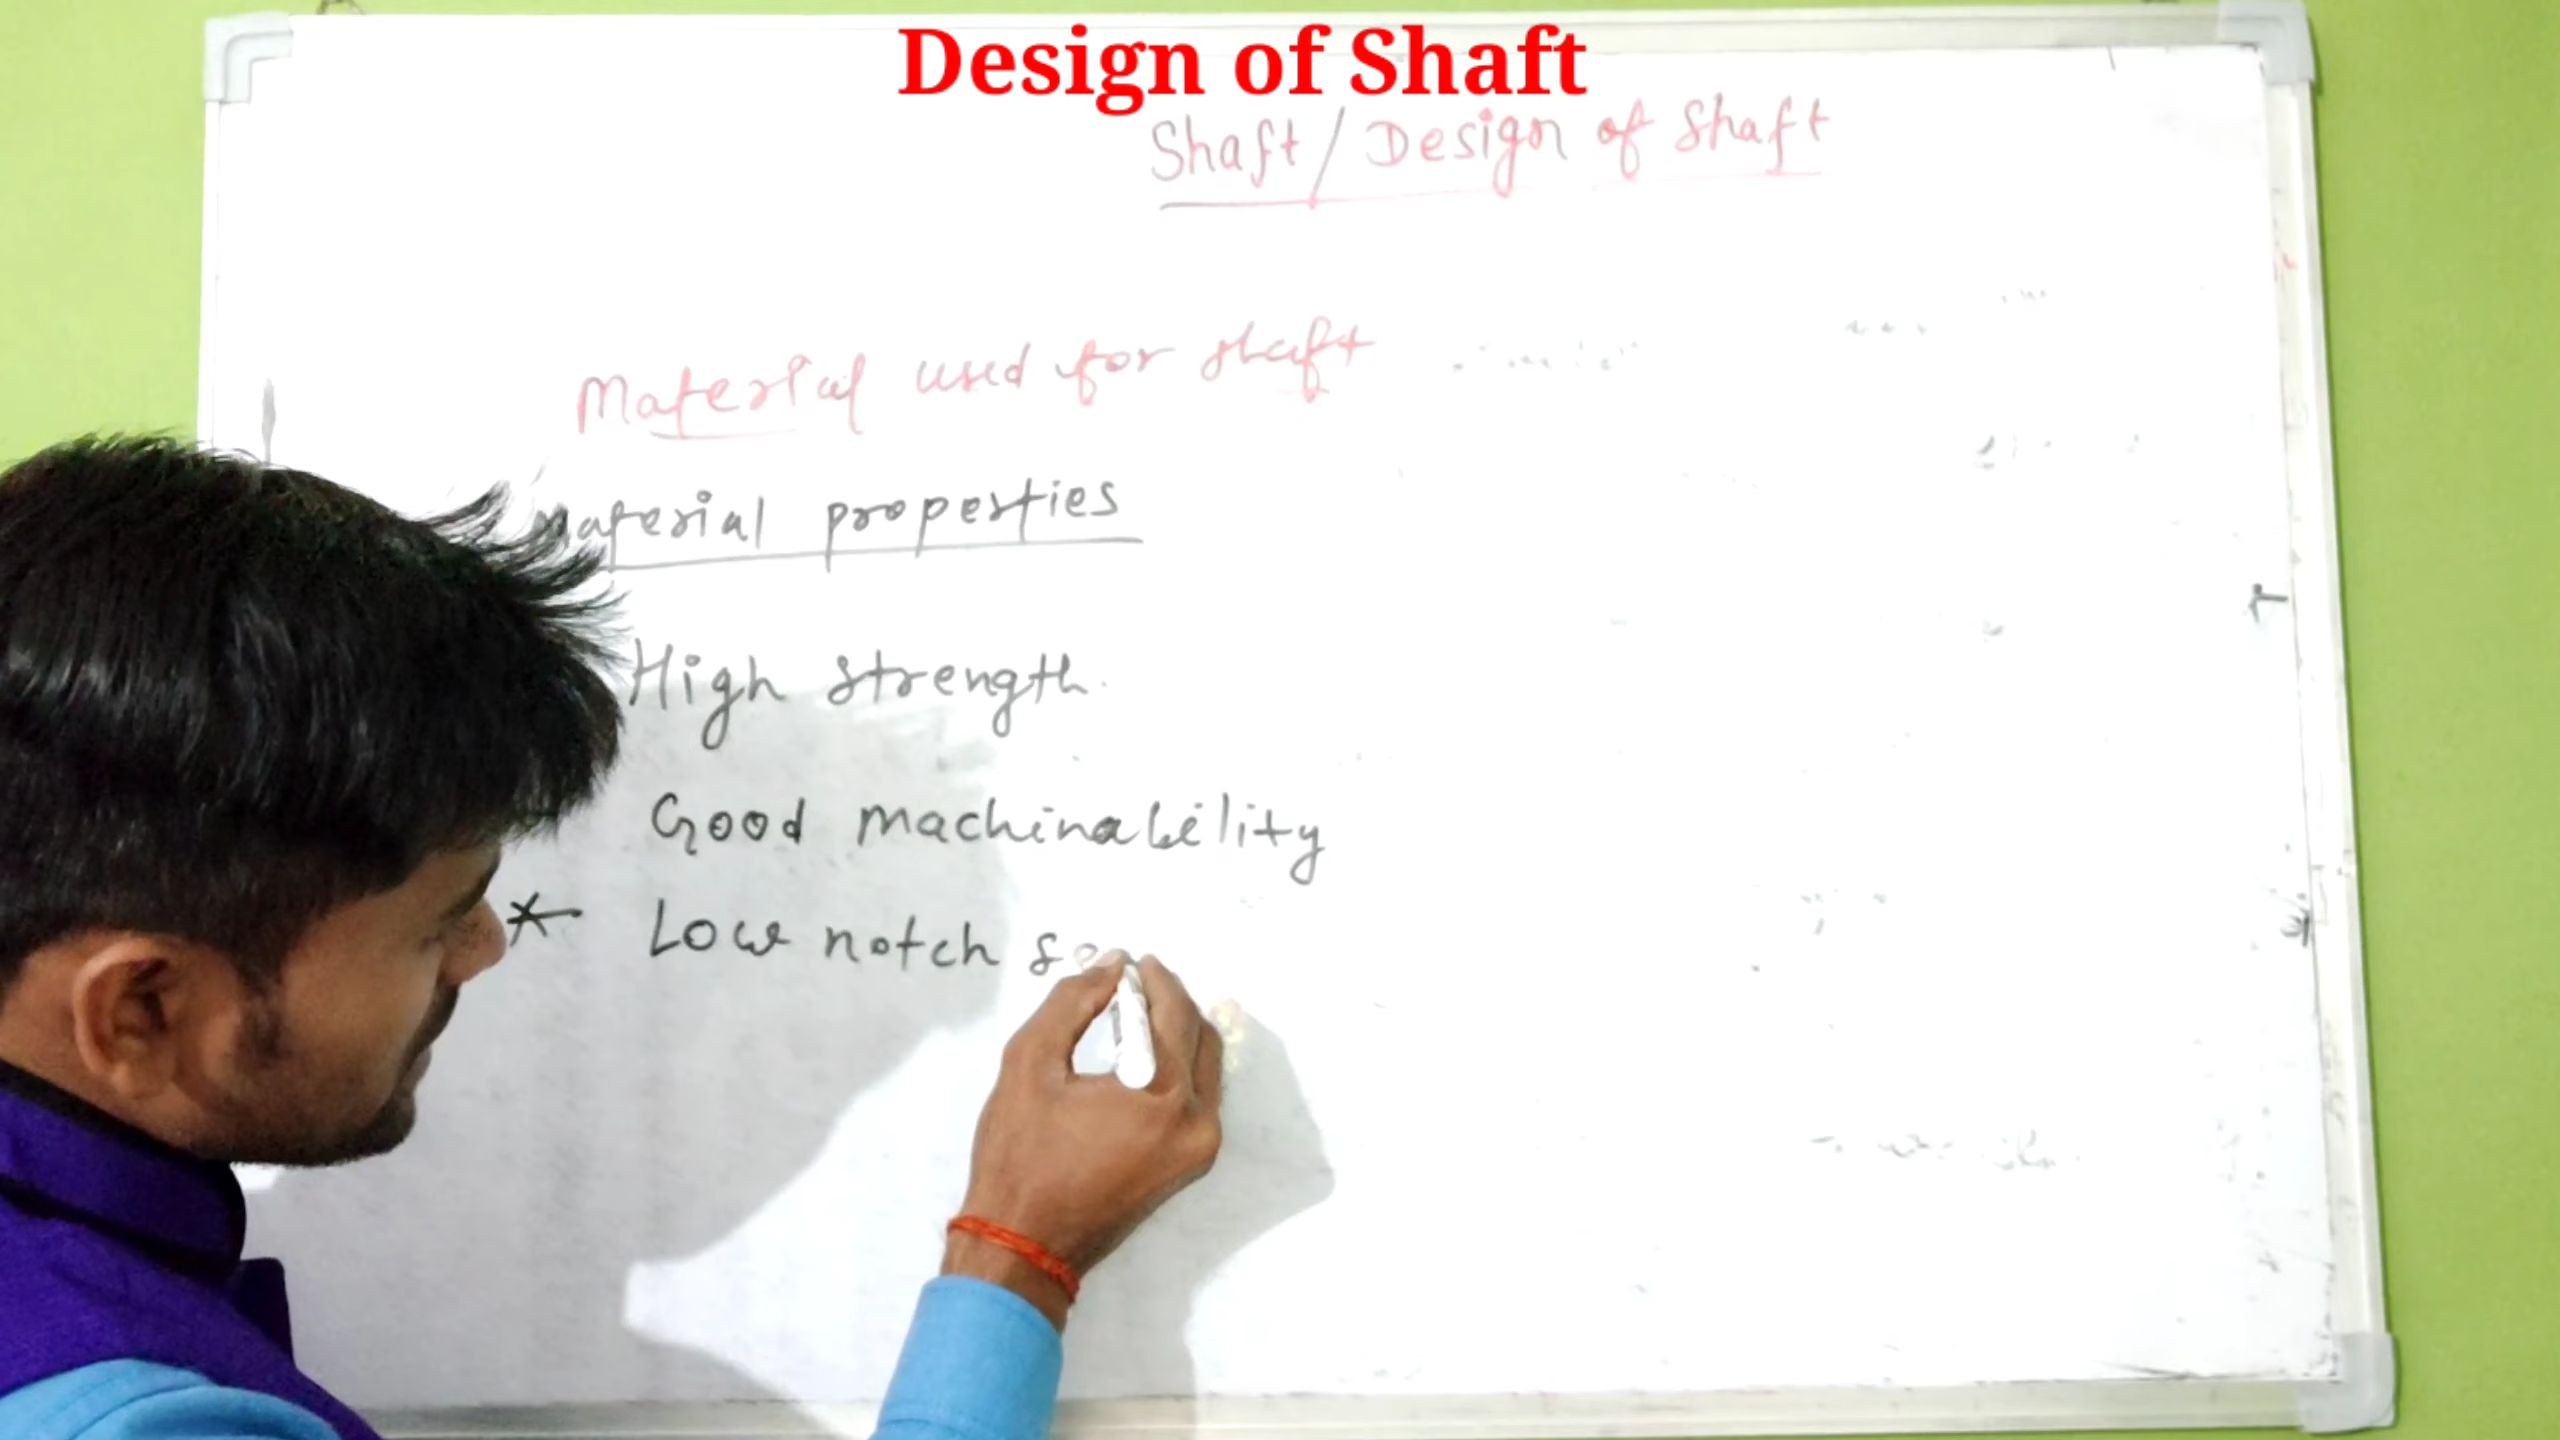 Design of Shaft
Shaft / Design of Shaft
Material used for shaft
Material properties
High strength.
Good machinability
* Low notch se